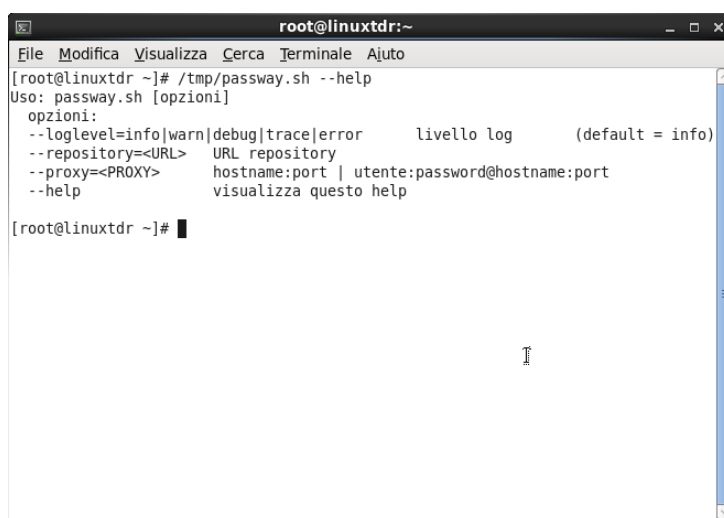 root@linuxtdr:~
File Modifica Visualizza Cerca Terminale Aiuto
[root@linuxtdr ~]# /tmp/passway.sh --help
Uso: passway.sh [opzioni]
  opzioni:
  --loglevel=info|warn|debug|trace|error      livello log       (default = info)
  --repository=<URL>   URL repository
  --proxy=<PROXY>      hostname:port | utente:password@hostname:port
  --help               visualizza questo help
[root@linuxtdr ~]#